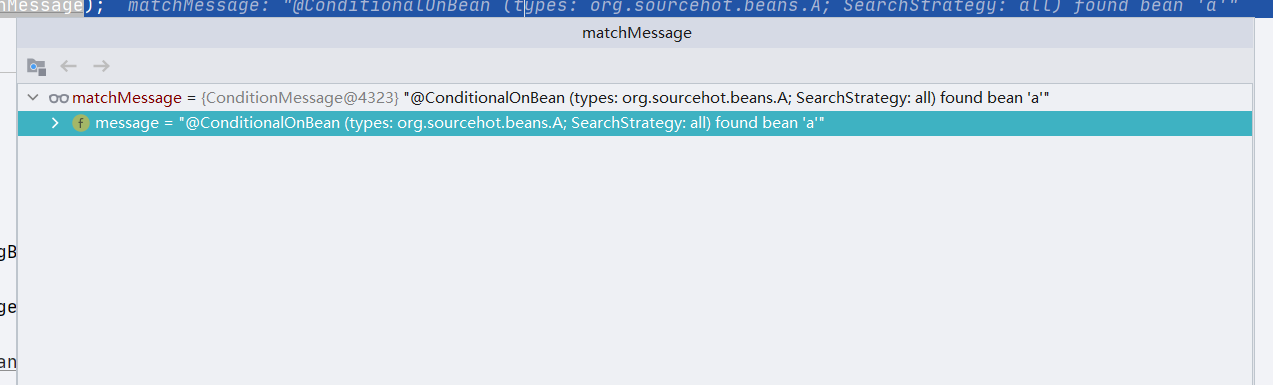 nMessage); matchMessage: "@ConditionalOnBean (types: org.sourcehot.beans.A; SearchStrategy: all) found bean 'a'"
matchMessage
matchMessage = {ConditionMessage@4323} "@ConditionalOnBean (types: org.sourcehot.beans.A; SearchStrategy: all) found bean 'a'"
f message = "@ConditionalOnBean (types: org.sourcehot.beans.A; SearchStrategy: all) found bean 'a'"
gB
ge
an